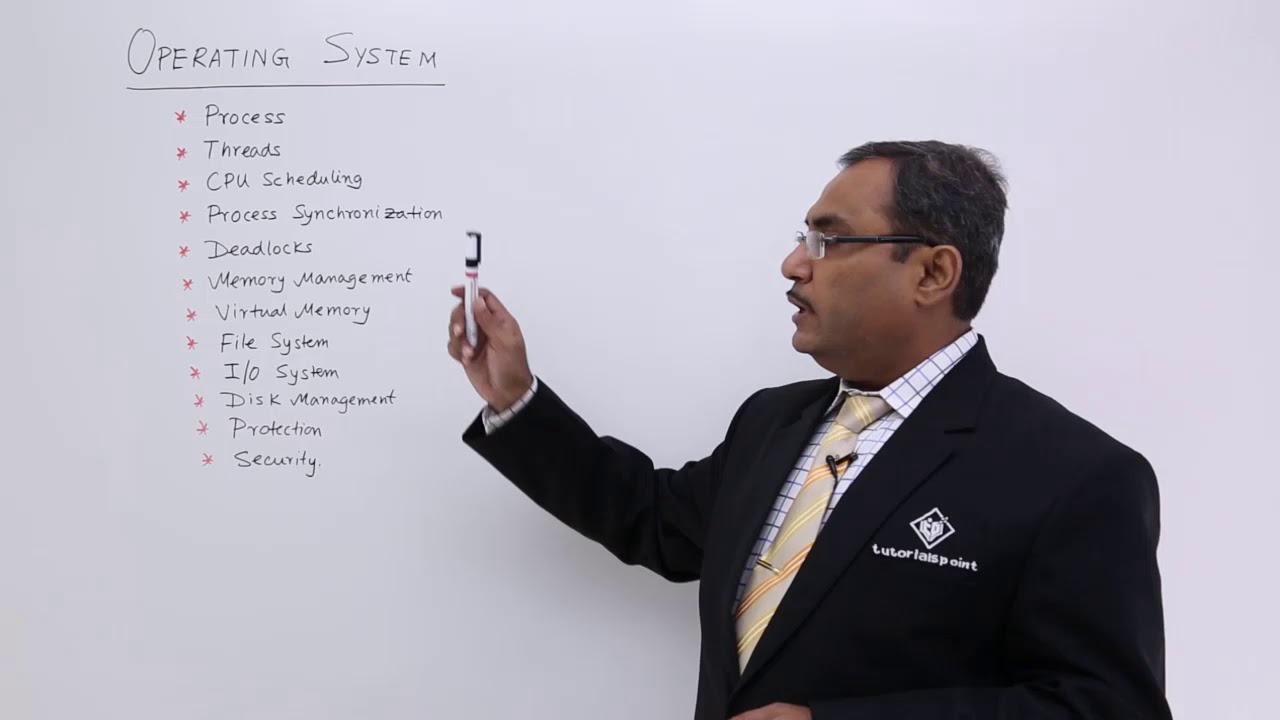 OPERATING SYSTEM
* Process
* Threads
* CPU Scheduling
* Process Synchronization
* Deadlocks
* Memory Management
* Virtual Memory
* File System
* I/O System
* Disk Management
* Protection
* Security.
tutorialspoint